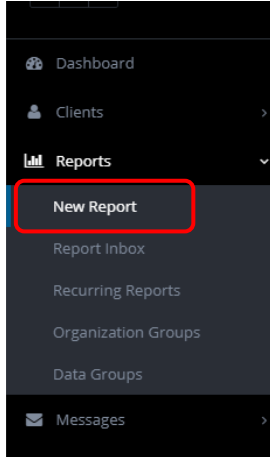 Dashboard
Clients
Reports
New Report
Report Inbox
Recurring Reports
Organization Groups
Data Groups
Messages